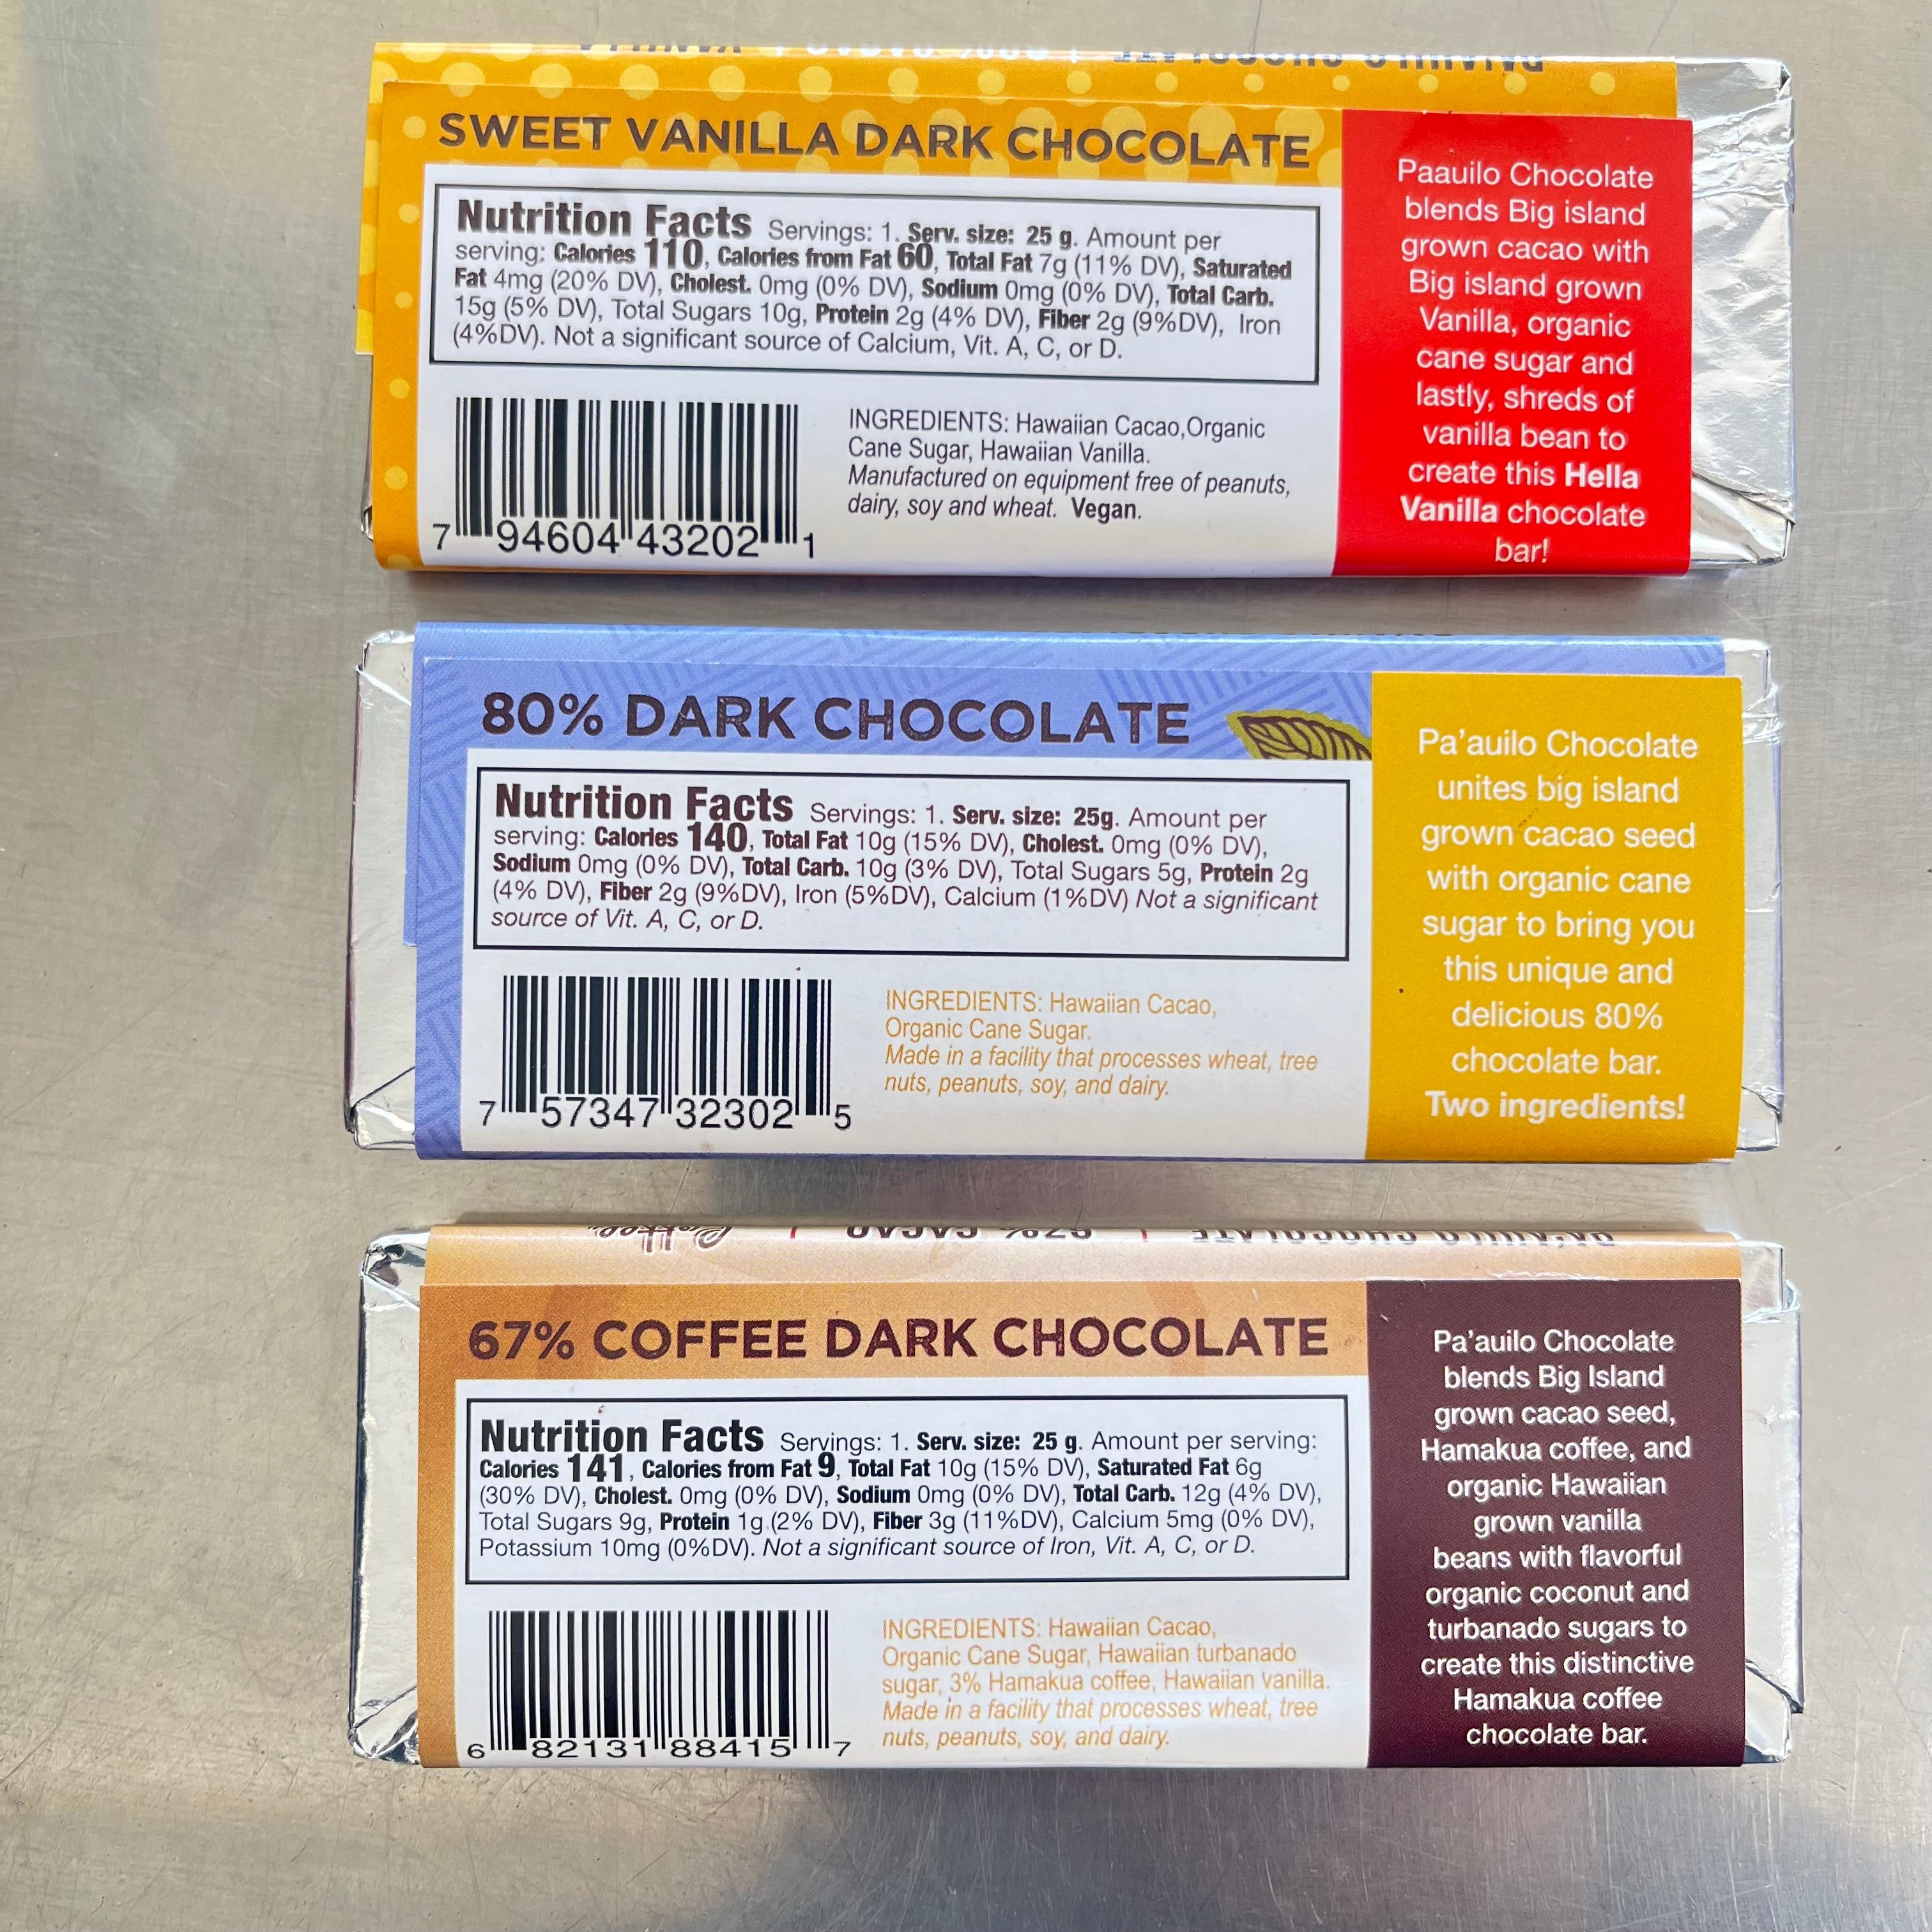 SWEET VANILLA DARK CHOCOLATE
Nutrition Facts Servings: 1. Serv. size: 25 g. Amount per
serving: Calories 110, Calories from Fat 60, Total Fat 7g (11% DV), Saturated
Fat 4mg (20% DV), Cholest. 0mg (0% DV), Sodium 0mg (0% DV), Total Carb.
15g (5% DV), Total Sugars 10g, Protein 2g (4% DV), Fiber 2g (9%DV), Iron
(4%DV). Not a significant source of Calcium, Vit. A, C, or D.
7 94604 43202 1
INGREDIENTS: Hawaiian Cacao,Organic
Cane Sugar, Hawaiian Vanilla.
Manufactured on equipment free of peanuts,
dairy, soy and wheat. Vegan.
Paauilo Chocolate
blends Big island
grown cacao with
Big island grown
Vanilla, organic
cane sugar and
lastly, shreds of
vanilla bean to
create this Hella
Vanilla chocolate
bar!
80% DARK CHOCOLATE
Nutrition Facts Servings: 1. Serv. size: 25g. Amount per
serving: Calories 140, Total Fat 10g (15% DV), Cholest. 0mg (0% DV),
Sodium 0mg (0% DV), Total Carb. 10g (3% DV), Total Sugars 5g, Protein 2g
(4% DV), Fiber 2g (9%DV), Iron (5%DV), Calcium (1%DV) Not a significant
source of Vit. A, C, or D.
7 57347 32302 5
INGREDIENTS: Hawaiian Cacao,
Organic Cane Sugar.
Made in a facility that processes wheat, tree
nuts, peanuts, soy, and dairy.
Pa'auilo Chocolate
unites big island
grown cacao seed
with organic cane
sugar to bring you
this unique and
delicious 80%
chocolate bar.
Two ingredients!
PA'AUILO CHOCOLATE | 67% CACAO | Coffee
67% COFFEE DARK CHOCOLATE
Nutrition Facts Servings: 1. Serv. size: 25 g. Amount per serving:
Calories 141, Calories from Fat 9, Total Fat 10g (15% DV), Saturated Fat 6g
(30% DV), Cholest. 0mg (0% DV), Sodium 0mg (0% DV), Total Carb. 12g (4% DV),
Total Sugars 9g, Protein 1g.(2% DV), Fiber 3g (11%DV), Calcium 5mg (0% DV),
Potassium 10mg (0%DV). Not a significant source of Iron, Vit. A, C, or D.
6 82131 88415 7
INGREDIENTS: Hawaiian Cacao,
Organic Cane Sugar, Hawaiian turbanado
sugar, 3% Hamakua coffee, Hawaiian vanilla.
Made in a facility that processes wheat, tree
nuts, peanuts, soy, and dairy.
Pa'auilo Chocolate
blends Big Island
grown cacao seed,
Hamakua coffee, and
organic Hawaiian
grown vanilla
beans with flavorful
organic coconut and
turbanado sugars to
create this distinctive
Hamakua coffee
chocolate bar.